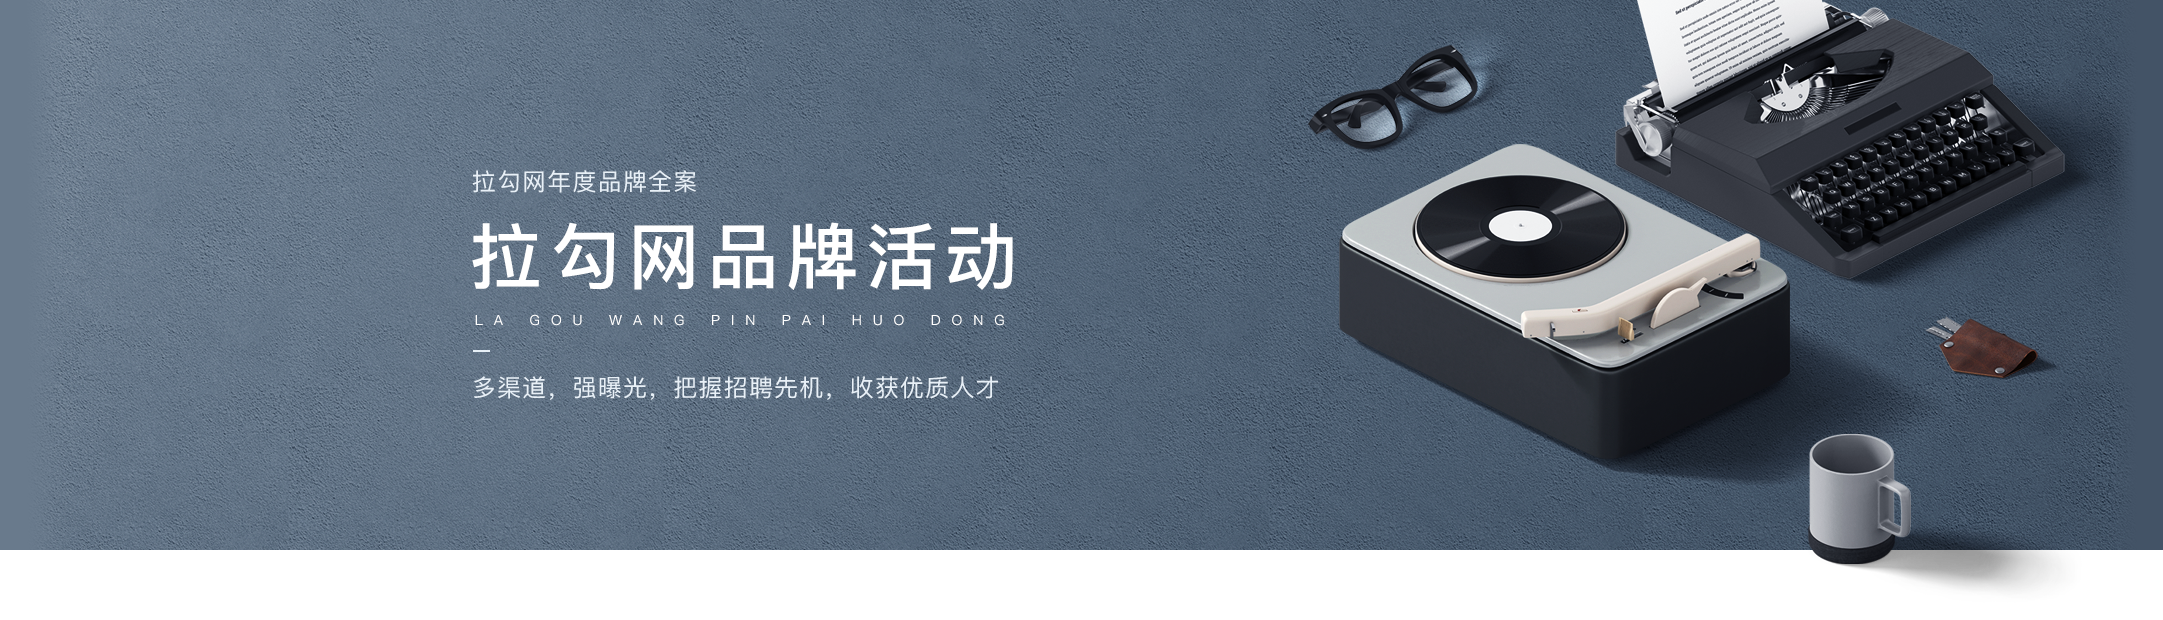 拉勾网年度品牌全案
拉勾网品牌活动
LA GOU WANG PIN PAI HUO DONG
多渠道，强曝光，把握招聘先机，收获优质人才